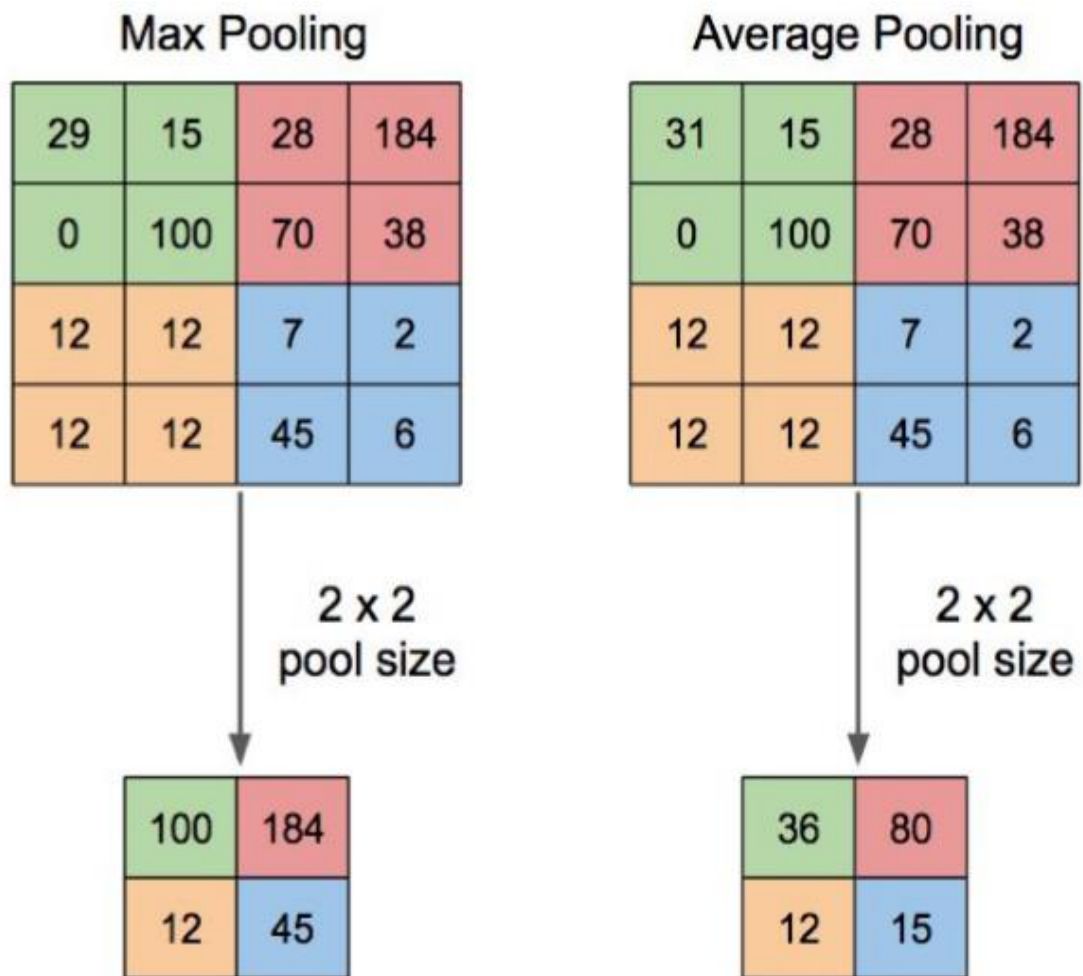 Max Pooling
29 15 28 184
0 100 70 38
12 12 7 2
12 12 45 6
2 x 2
pool size
100 184
12 45
Average Pooling
31 15 28 184
0 100 70 38
12 12 7 2
12 12 45 6
2 x 2
pool size
36 80
12 15